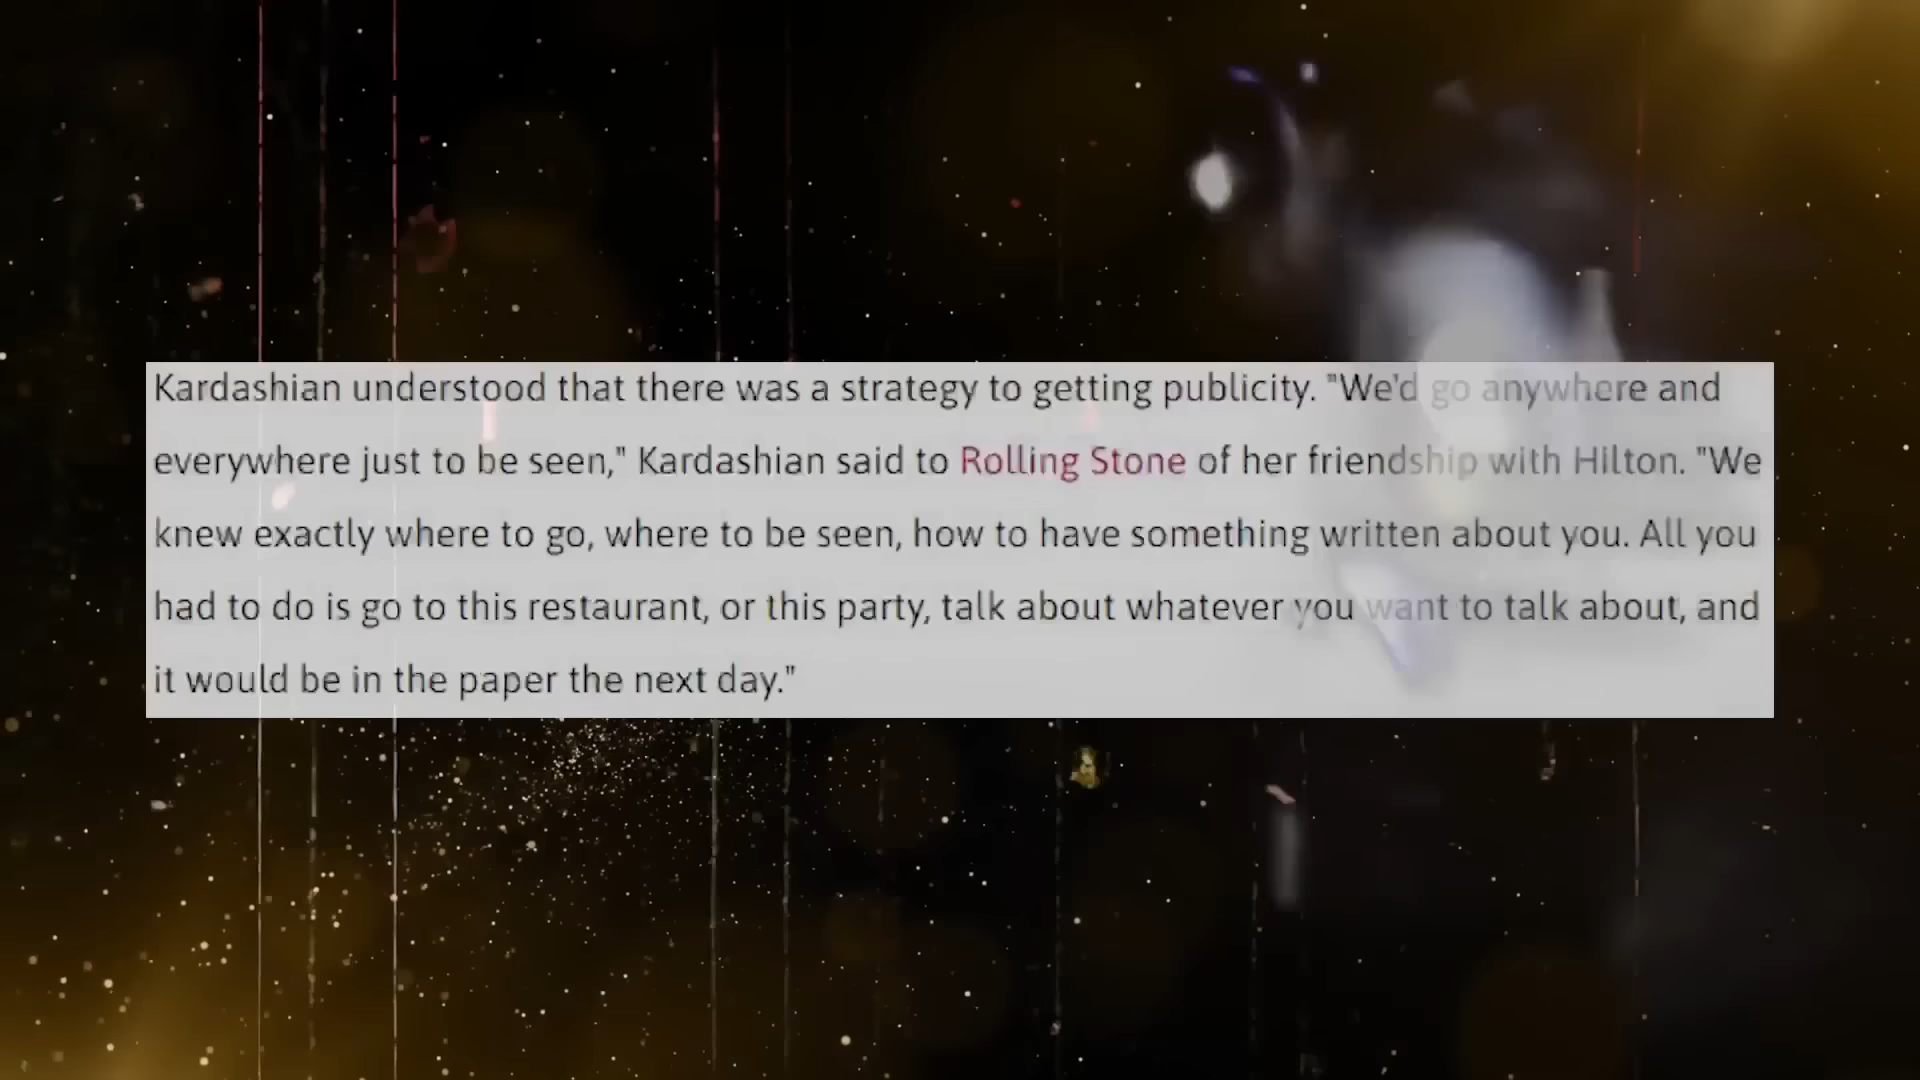 Kardashian understood that there was a strategy to getting publicity. "We'd go anywhere and
everywhere just to be seen," Kardashian said to Rolling Stone of her friendship with Hilton. "We
knew exactly where to go, where to be seen, how to have something written about you. All you
had to do is go to this restaurant, or this party, talk about whatever you want to talk about, and
it would be in the paper the next day."